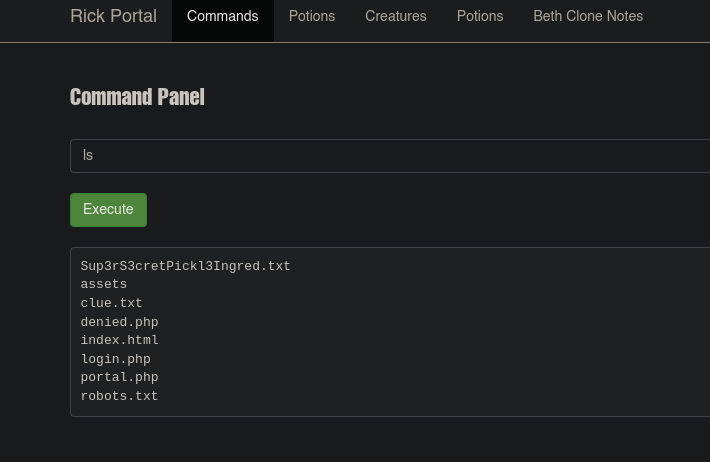 Rick Portal Commands Potions Creatures Potions Beth Clone Notes
Command Panel
ls
Execute
Sup3rS3cretPickl3Ingred.txt
assets
clue.txt
denied.php
index.html
login.php
portal.php
robots.txt